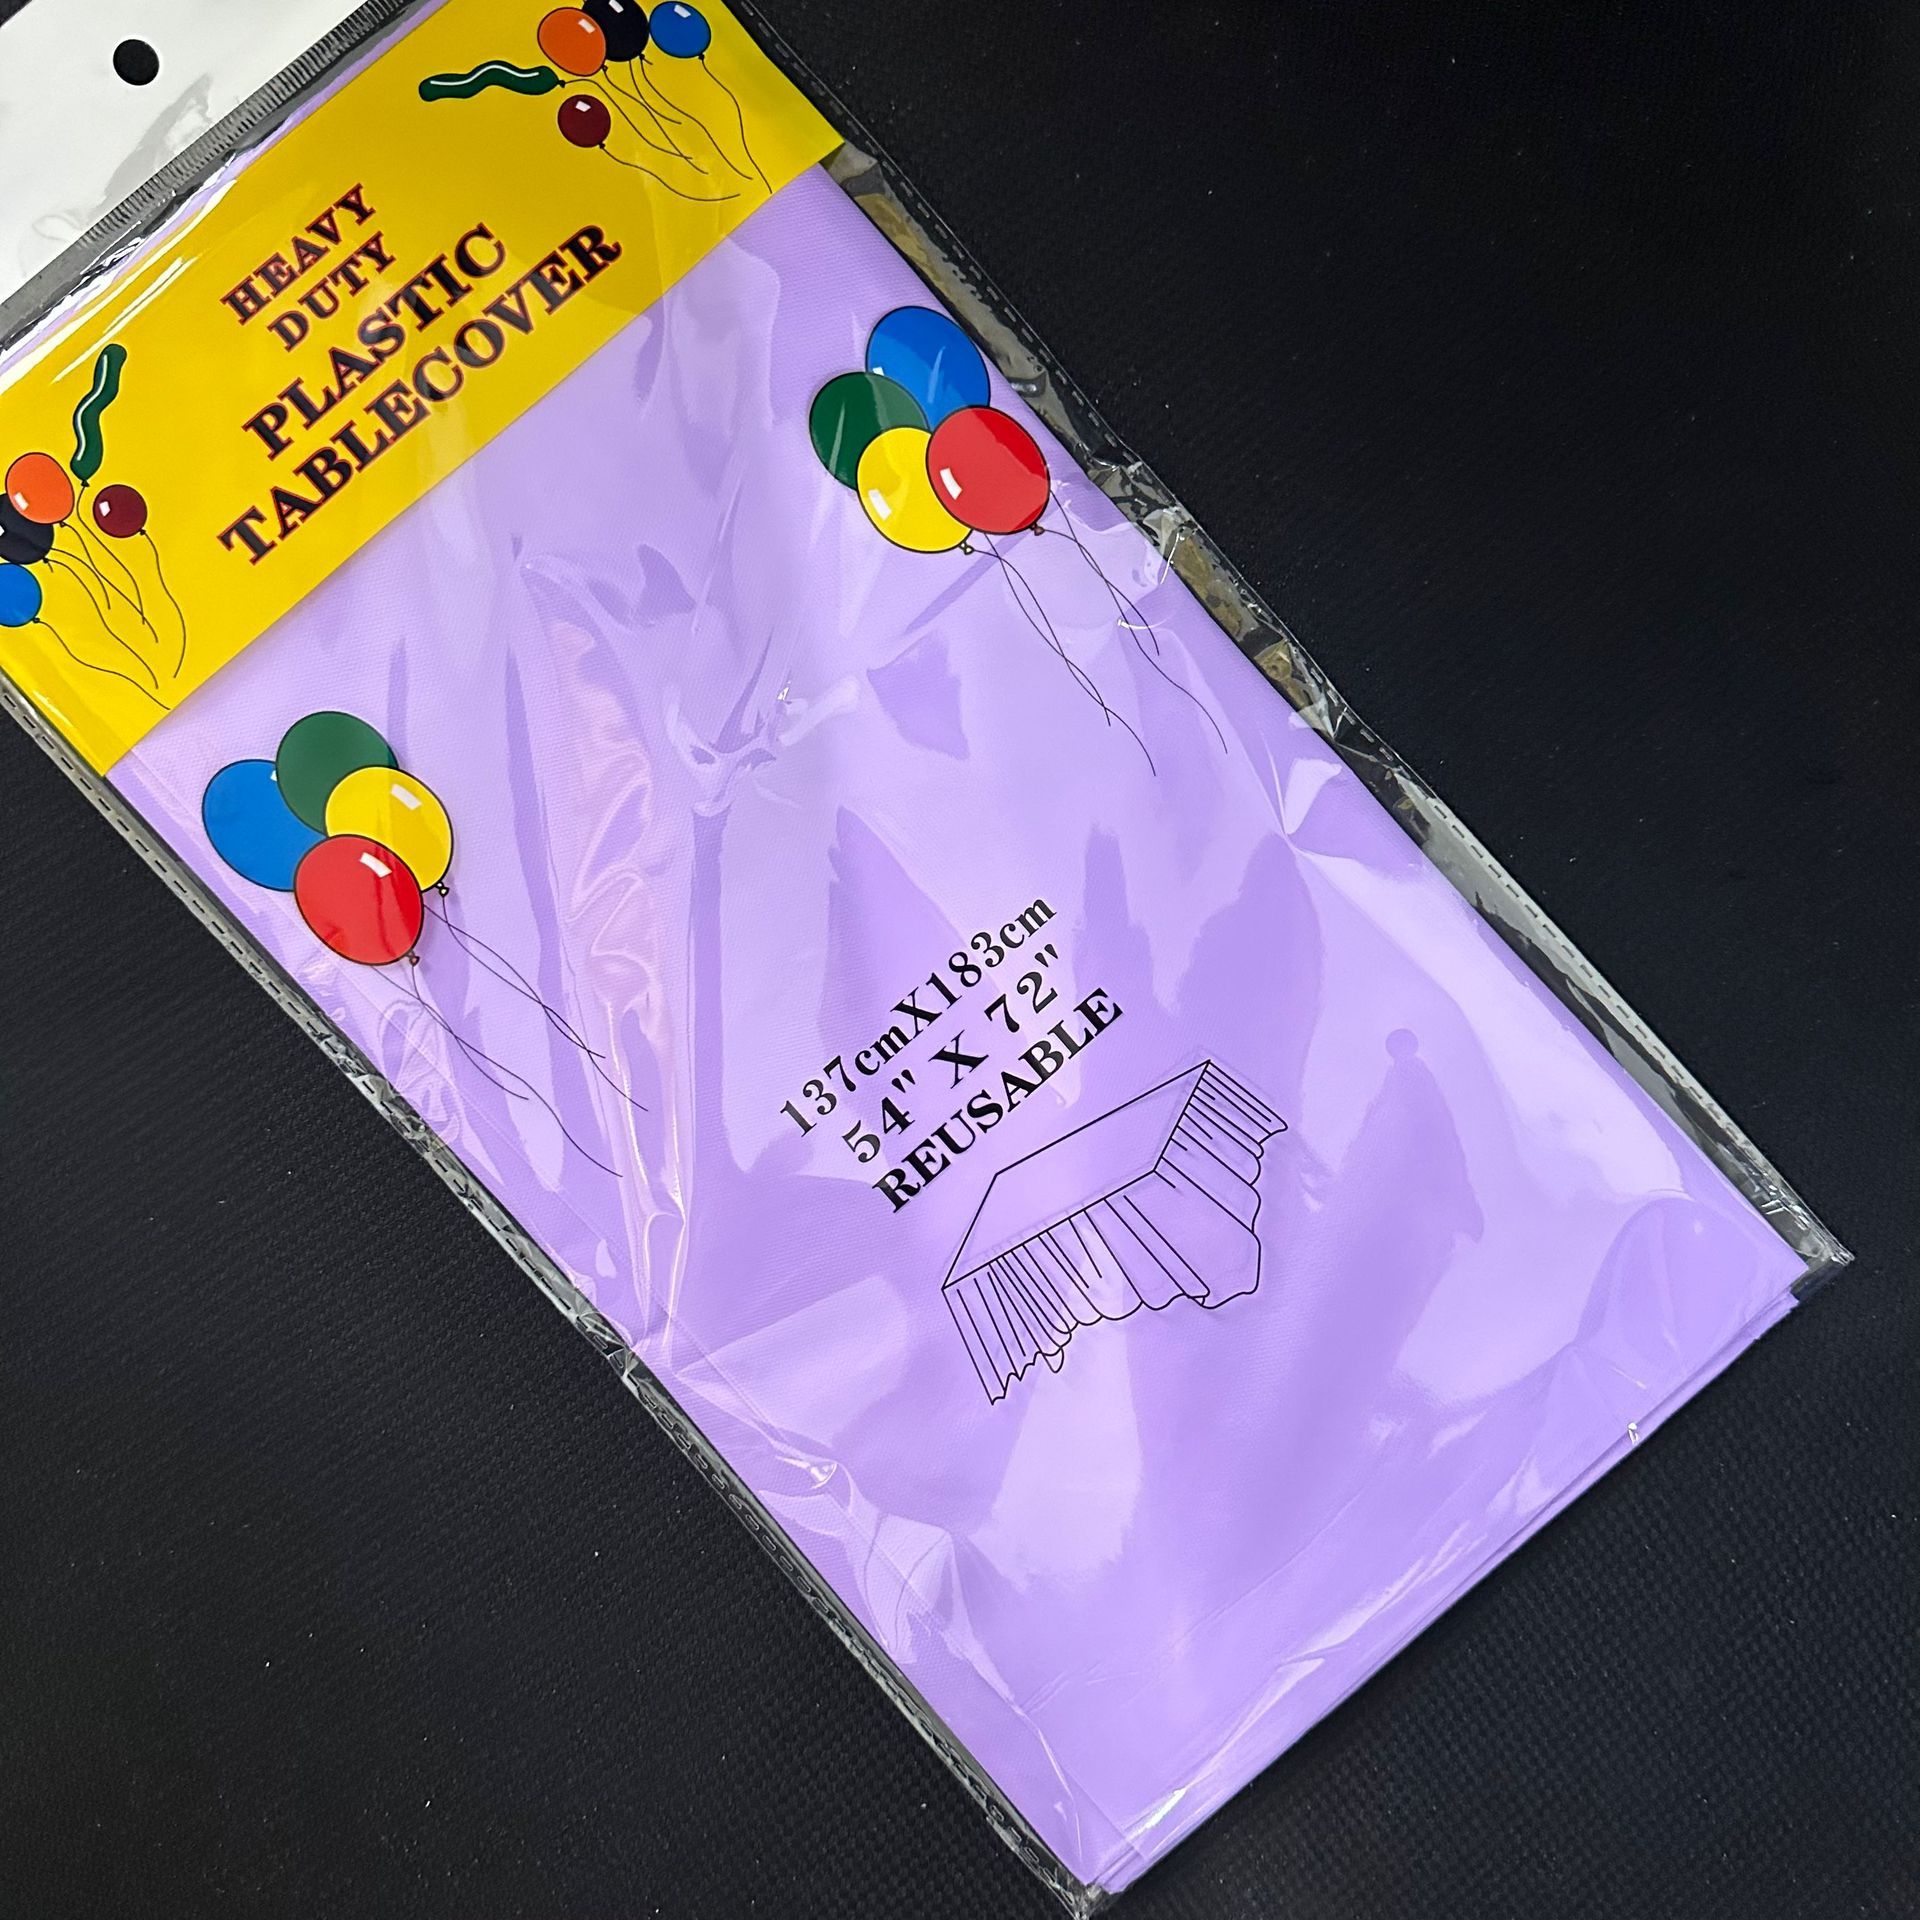 HEAVY
DUTY
PLASTIC
TABLECOVER
137cmX183cm
54" X 72"
REUSABLE